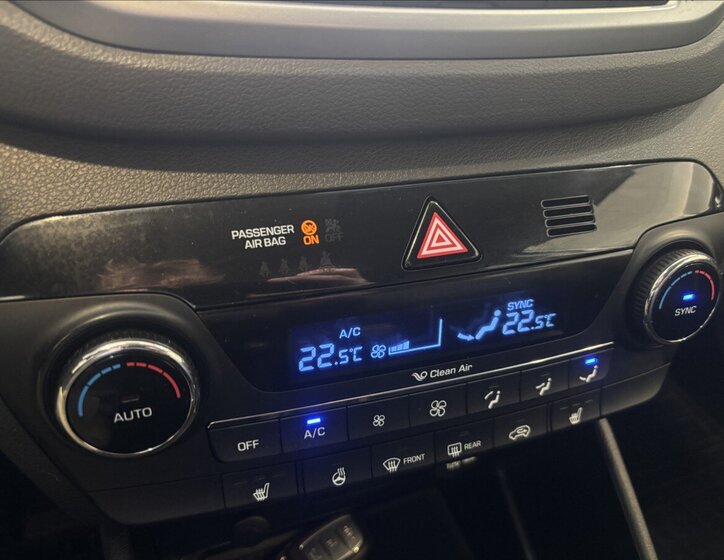 PASSENGER
AIR BAG
ON
OFF
A/C
SYNC
22.5°C
22.5°C
Clean Air
AUTO
SYNC
OFF
A/C
FRONT
REAR